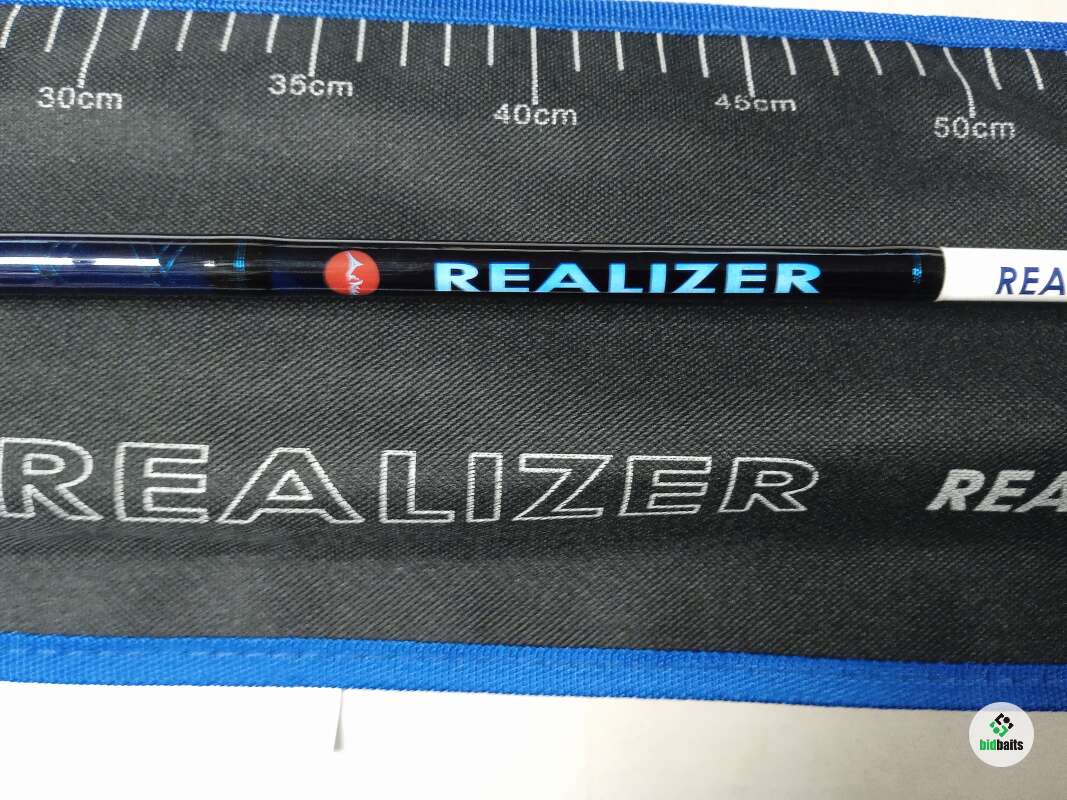 30cm
35cm
40cm
45cm
50cm
REALIZER
REA
REALIZER
REA
bidbaits